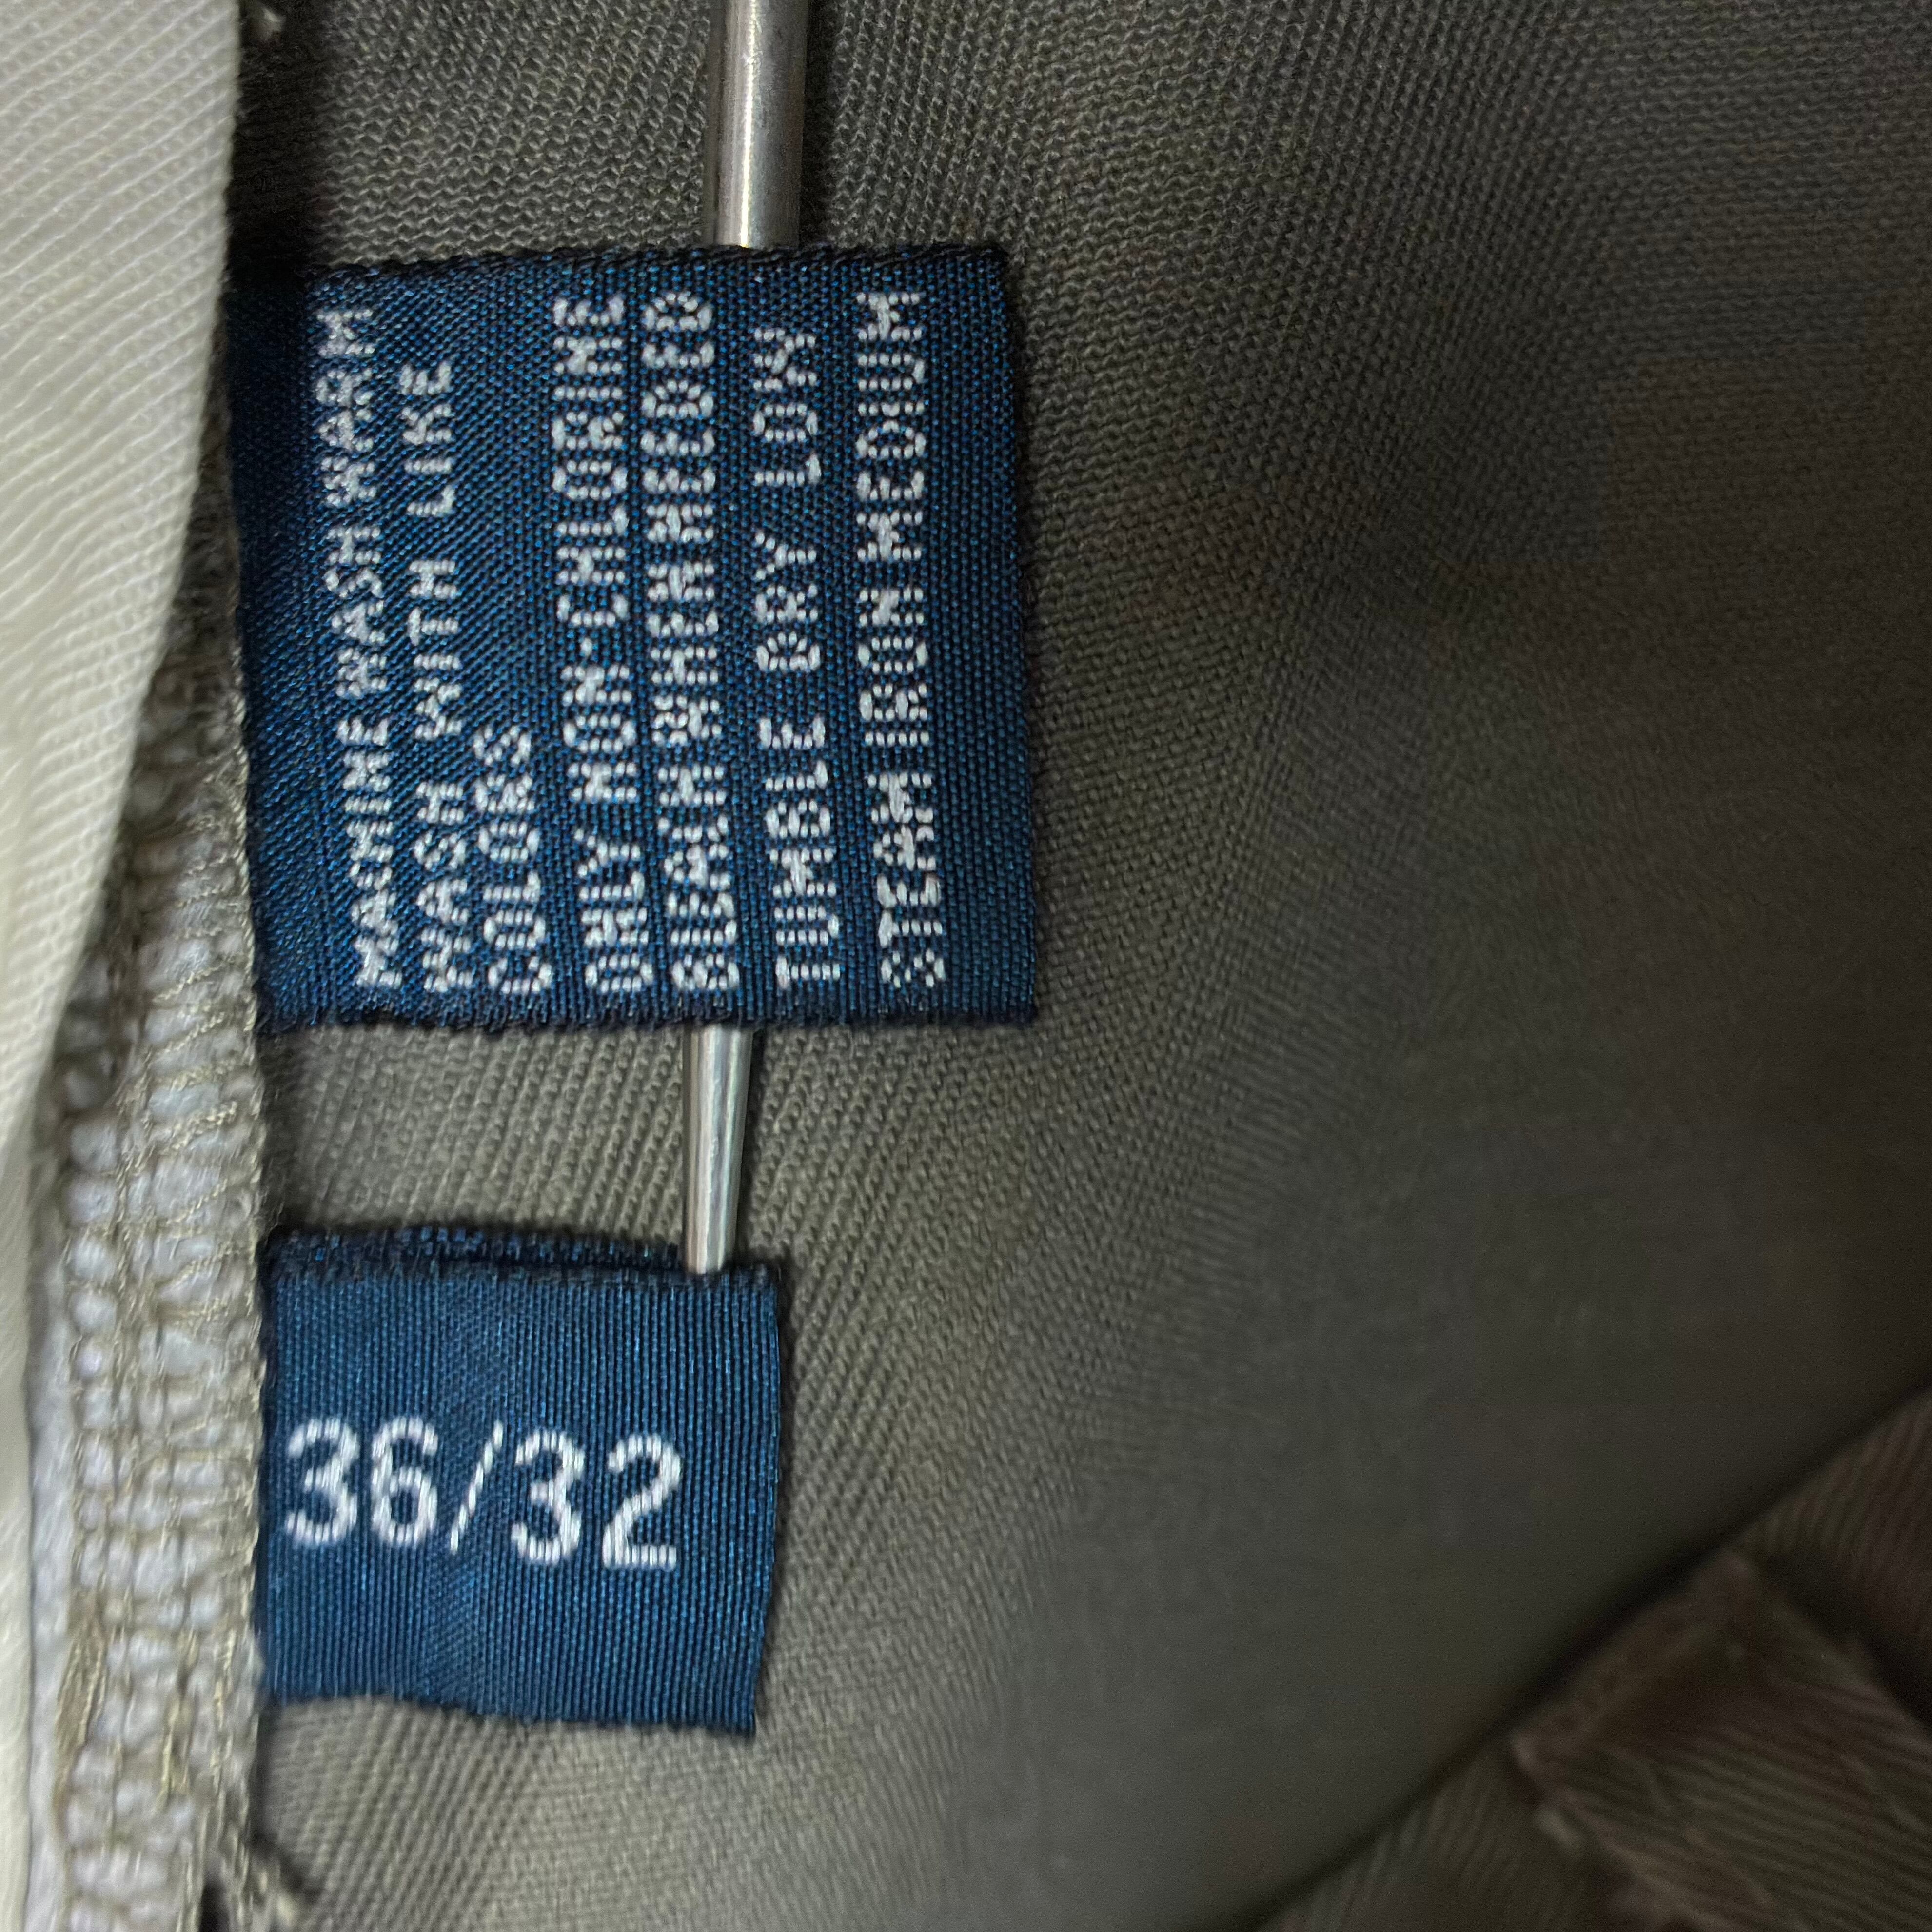 MACHINE WASH WARM
WASH WITH LIKE
COLORS
ONLY NON-CHLORINE
BLEACH WHEN NEEDED
TUMBLE DRY LOW
STEAM IRON MEDIUM
36/32